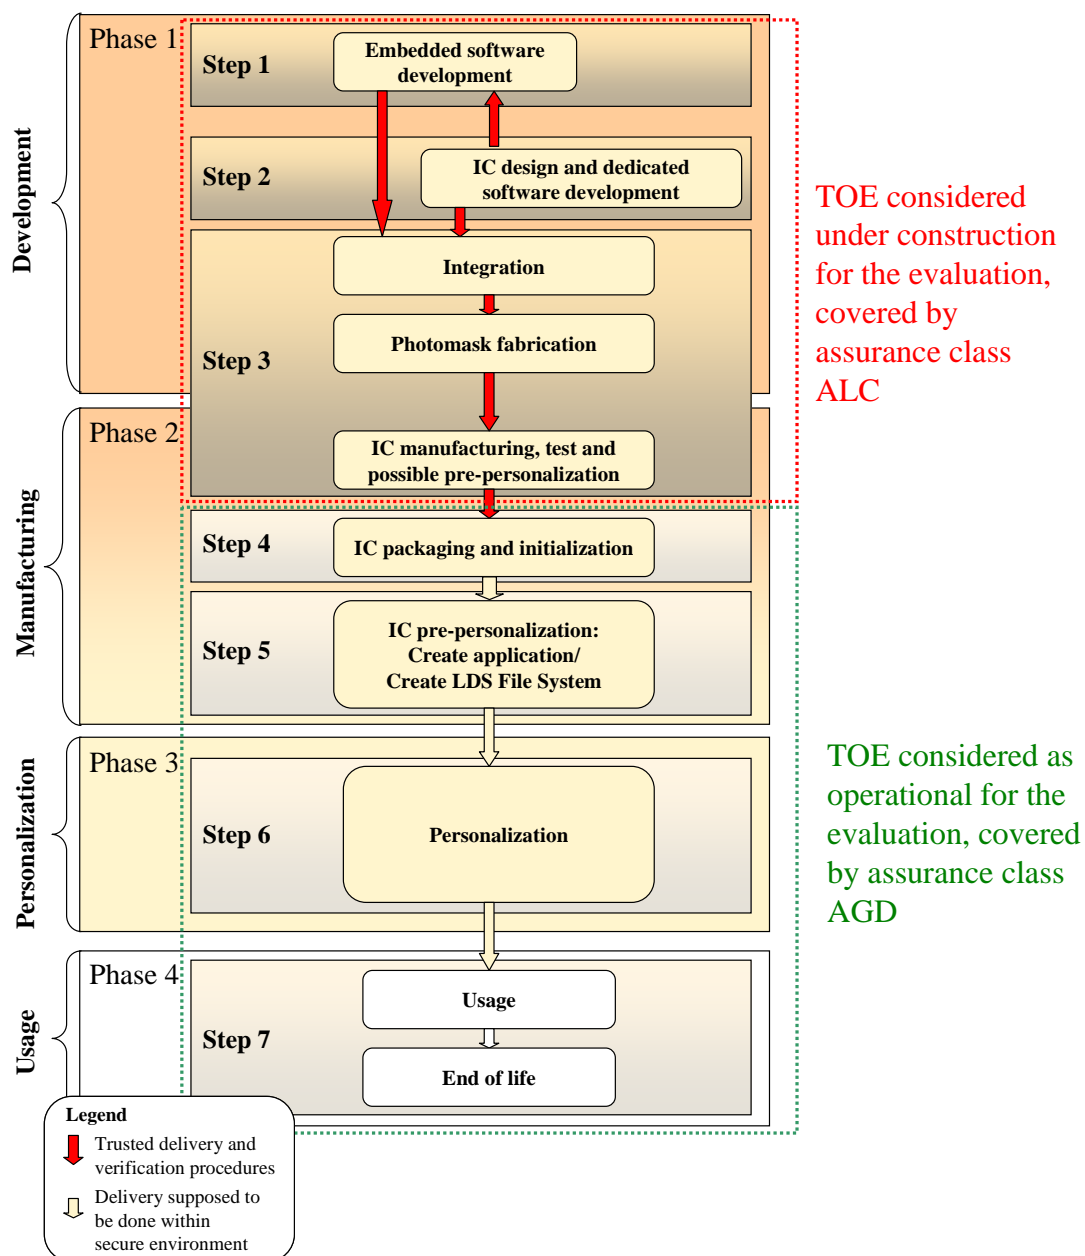 Development
Phase 1
Step 1
Embedded software
development
Step 2
IC design and dedicated
software development
Step 3
Integration
Photomask fabrication
TOE considered
under construction
for the evaluation,
covered by
assurance class
ALC
Manufacturing
Phase 2
IC manufacturing, test and
possible pre-personalization
Step 4
IC packaging and initialization
Step 5
IC pre-personalization:
Create application/
Create LDS File System
Personalization
Phase 3
Step 6
Personalization
TOE considered as
operational for the
evaluation, covered
by assurance class
AGD
Usage
Phase 4
Step 7
Usage
End of life
Legend
Trusted delivery and
verification procedures
Delivery supposed to
be done within
secure environment